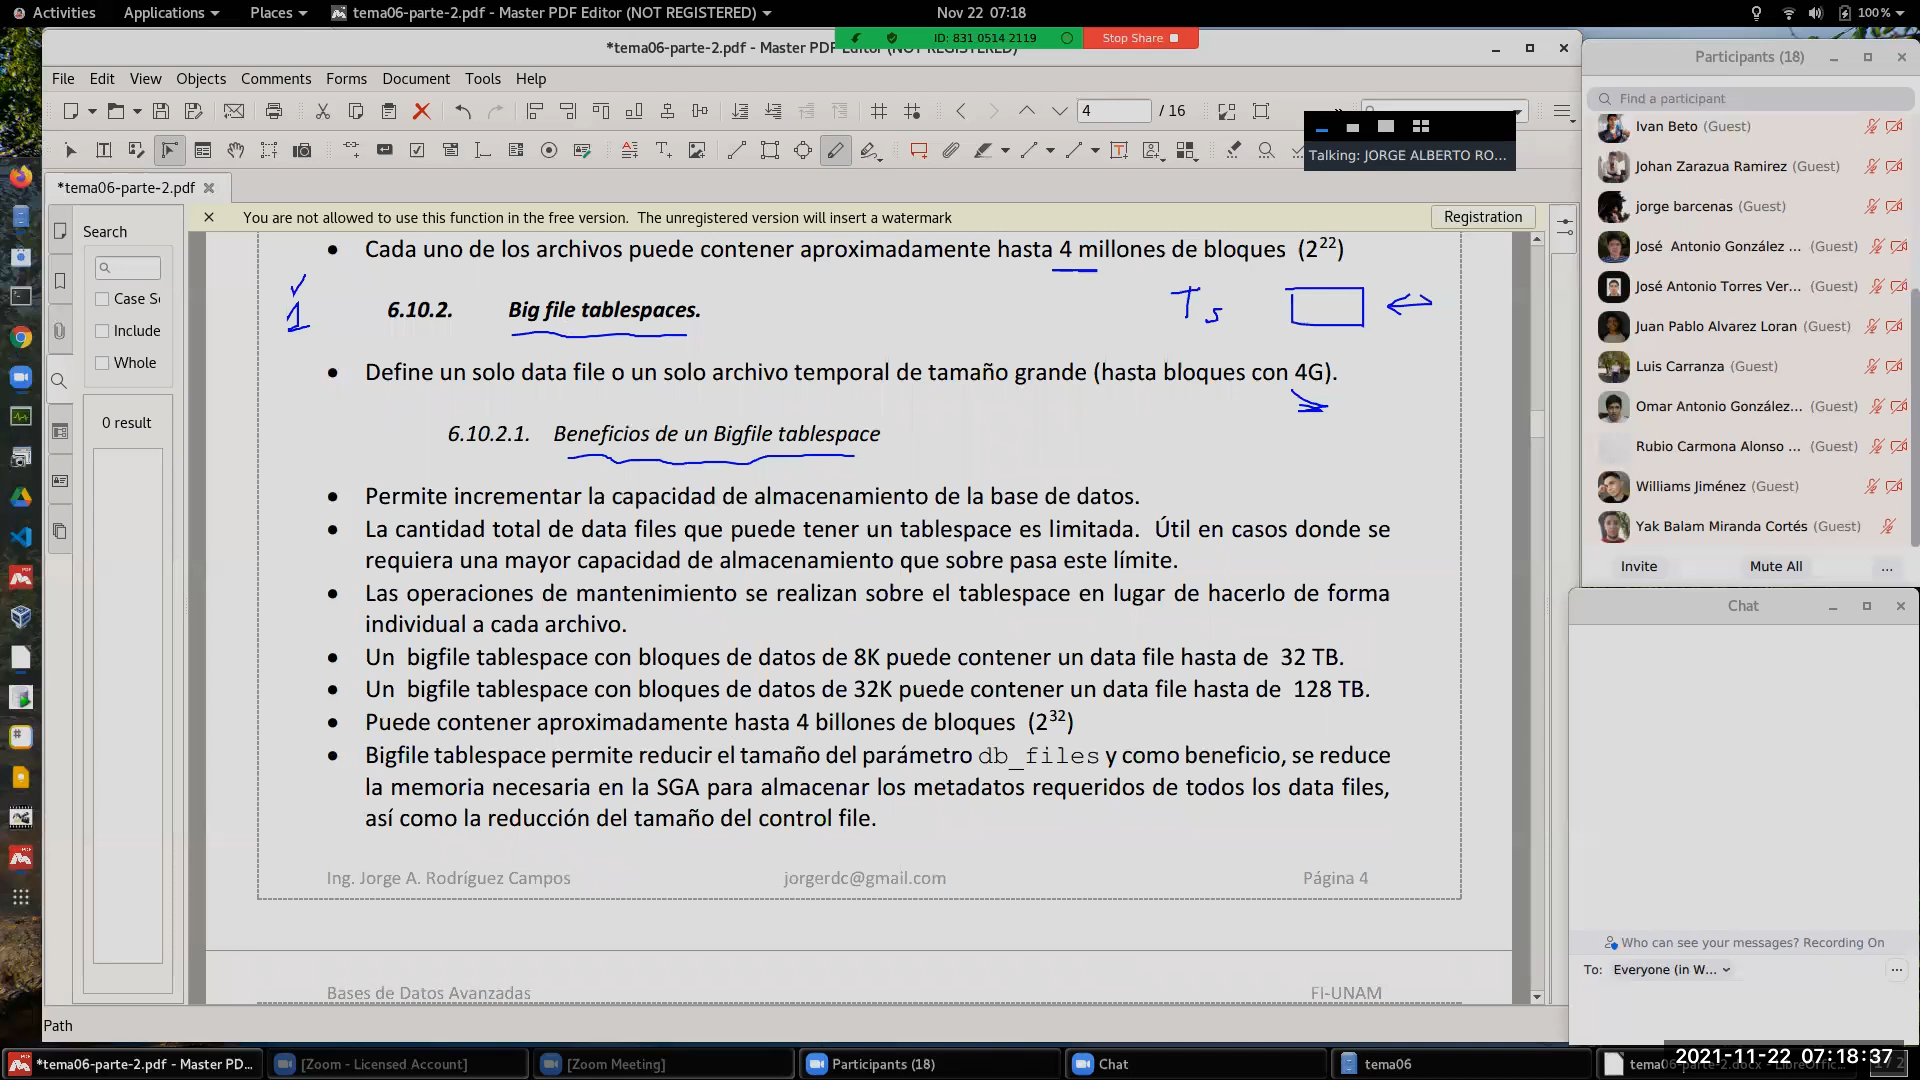 Activities Applications Places tema06-parte-2.pdf - Master PDF Editor (NOT REGISTERED) Nov 22 07:18 100%
*tema06-parte-2.pdf - Master PDF Editor (NOT REGISTERED)
ID: 831 0514 2119 Stop Share
File Edit View Objects Comments Forms Document Tools Help
4 / 16
Talking: JORGE ALBERTO RO...
*tema06-parte-2.pdf
You are not allowed to use this function in the free version. The unregistered version will insert a watermark Registration
Search
Case Se
Include
Whole
0 result
• Cada uno de los archivos puede contener aproximadamente hasta 4 millones de bloques (2²²)
1
6.10.2. Big file tablespaces.
Ts
• Define un solo data file o un solo archivo temporal de tamaño grande (hasta bloques con 4G).
6.10.2.1. Beneficios de un Bigfile tablespace
• Permite incrementar la capacidad de almacenamiento de la base de datos.
• La cantidad total de data files que puede tener un tablespace es limitada. Útil en casos donde se
requiera una mayor capacidad de almacenamiento que sobre pasa este límite.
• Las operaciones de mantenimiento se realizan sobre el tablespace en lugar de hacerlo de forma
individual a cada archivo.
• Un bigfile tablespace con bloques de datos de 8K puede contener un data file hasta de 32 TB.
• Un bigfile tablespace con bloques de datos de 32K puede contener un data file hasta de 128 TB.
• Puede contener aproximadamente hasta 4 billones de bloques (2³²)
• Bigfile tablespace permite reducir el tamaño del parámetro db_files y como beneficio, se reduce
la memoria necesaria en la SGA para almacenar los metadatos requeridos de todos los data files,
así como la reducción del tamaño del control file.
Ing. Jorge A. Rodríguez Campos jorgerdc@gmail.com Página 4
Bases de Datos Avanzadas FI-UNAM
Path
Participants (18)
Find a participant
Ivan Beto (Guest)
Johan Zarazua Ramirez (Guest)
jorge barcenas (Guest)
José Antonio González ... (Guest)
José Antonio Torres Ver... (Guest)
Juan Pablo Alvarez Loran (Guest)
Luis Carranza (Guest)
Omar Antonio González... (Guest)
Rubio Carmona Alonso ... (Guest)
Williams Jiménez (Guest)
Yak Balam Miranda Cortés (Guest)
Invite Mute All ...
Chat
Who can see your messages? Recording On
To: Everyone (in W... ...
*tema06-parte-2.pdf - Master PD... [Zoom - Licensed Account] [Zoom Meeting] Participants (18) Chat tema06
2021-11-22 07:18:37